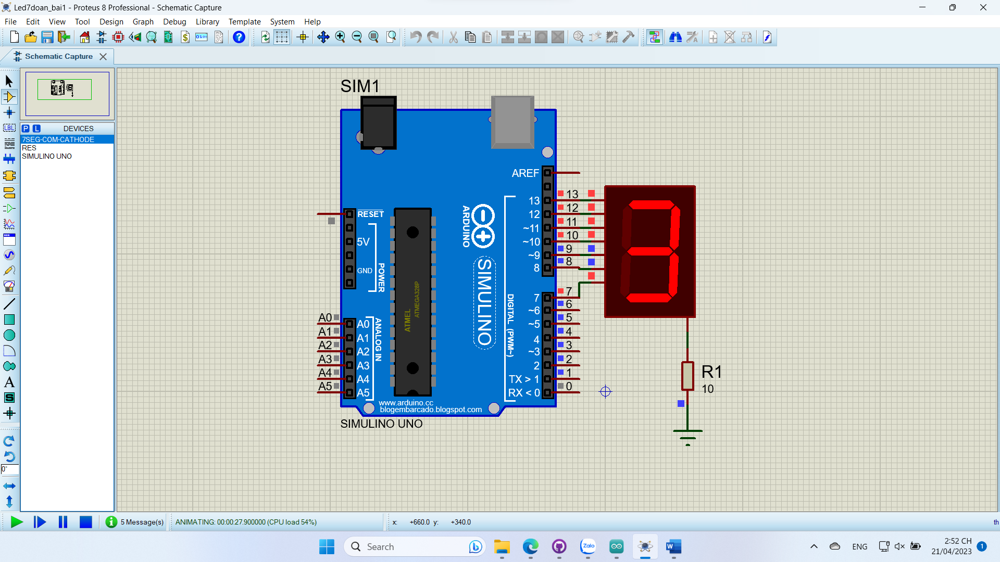 Led7doan_bai1 - Proteus 8 Professional - Schematic Capture
File Edit View Tool Design Graph Debug Library Template System Help
Schematic Capture
P L DEVICES
7SEG-COM-CATHODE
RES
SIMULINO UNO
LBL
A
S
0°
SIM1
AREF
13
12
~11
~10
~9
8
7
~6
~5
4
~3
2
TX > 1
RX < 0
13
12
11
10
9
8
7
6
5
4
3
2
1
0
RESET
5V
GND
POWER
ARDUINO
SIMULINO
DIGITAL (PWM~)
ATMEL
ATMEGA328P
ANALOG IN
A0 A0
A1 A1
A2 A2
A3 A3
A4 A4
A5 A5
www.arduino.cc
blogembarcado.blogspot.com
SIMULINO UNO
R1
10
5 Message(s)
ANIMATING: 00:00:27.900000 (CPU load 54%)
x: +660.0 y: +340.0
th
Search
Zalo
W
ENG
2:52 CH
21/04/2023
1